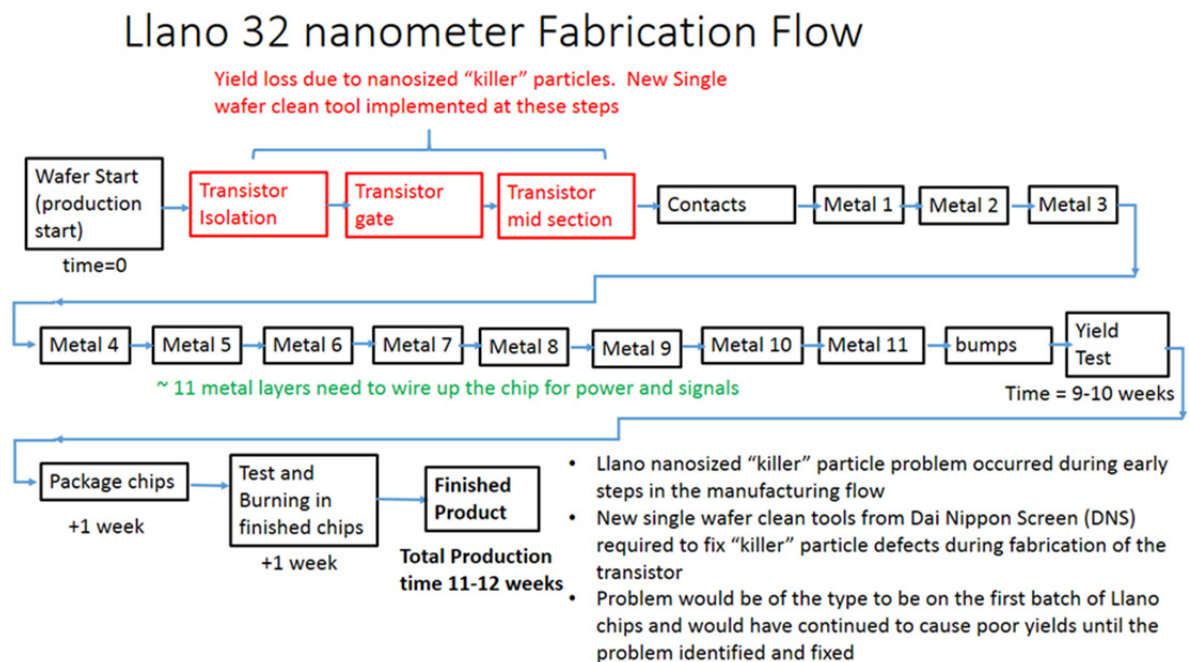 Llano 32 nanometer Fabrication Flow
Yield loss due to nanosized “killer” particles.  New Single
wafer clean tool implemented at these steps
Wafer Start
(production
start)
time=0
Transistor
Isolation
Transistor
gate
Transistor
mid section
Contacts
Metal 1
Metal 2
Metal 3
Metal 4
Metal 5
Metal 6
Metal 7
Metal 8
Metal 9
Metal 10
Metal 11
bumps
Yield
Test
~ 11 metal layers need to wire up the chip for power and signals
Time = 9-10 weeks
Package chips
+1 week
Test and
Burning in
finished chips
+1 week
Finished
Product
Total Production
time 11-12 weeks
• Llano nanosized “killer” particle problem occurred during early
steps in the manufacturing flow
• New single wafer clean tools from Dai Nippon Screen (DNS)
required to fix “killer” particle defects during fabrication of the
transistor
• Problem would be of the type to be on the first batch of Llano
chips and would have continued to cause poor yields until the
problem identified and fixed